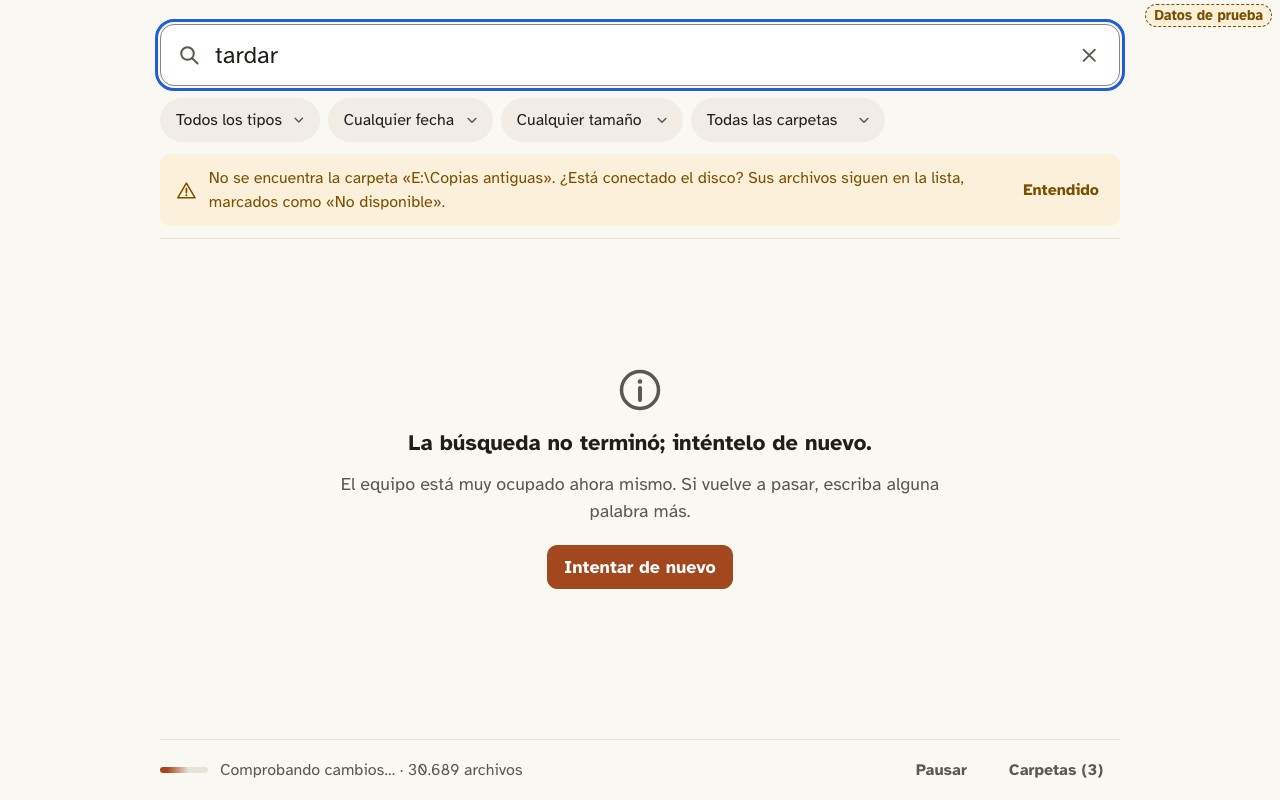 Datos de prueba
tardar
Todos los tipos
Cualquier fecha
Cualquier tamaño
Todas las carpetas
No se encuentra la carpeta «E:\Copias antiguas». ¿Está conectado el disco? Sus archivos siguen en la lista,
marcados como «No disponible».
Entendido
La búsqueda no terminó; inténtelo de nuevo.
El equipo está muy ocupado ahora mismo. Si vuelve a pasar, escriba alguna
palabra más.
Intentar de nuevo
Comprobando cambios… · 30.689 archivos
Pausar
Carpetas (3)